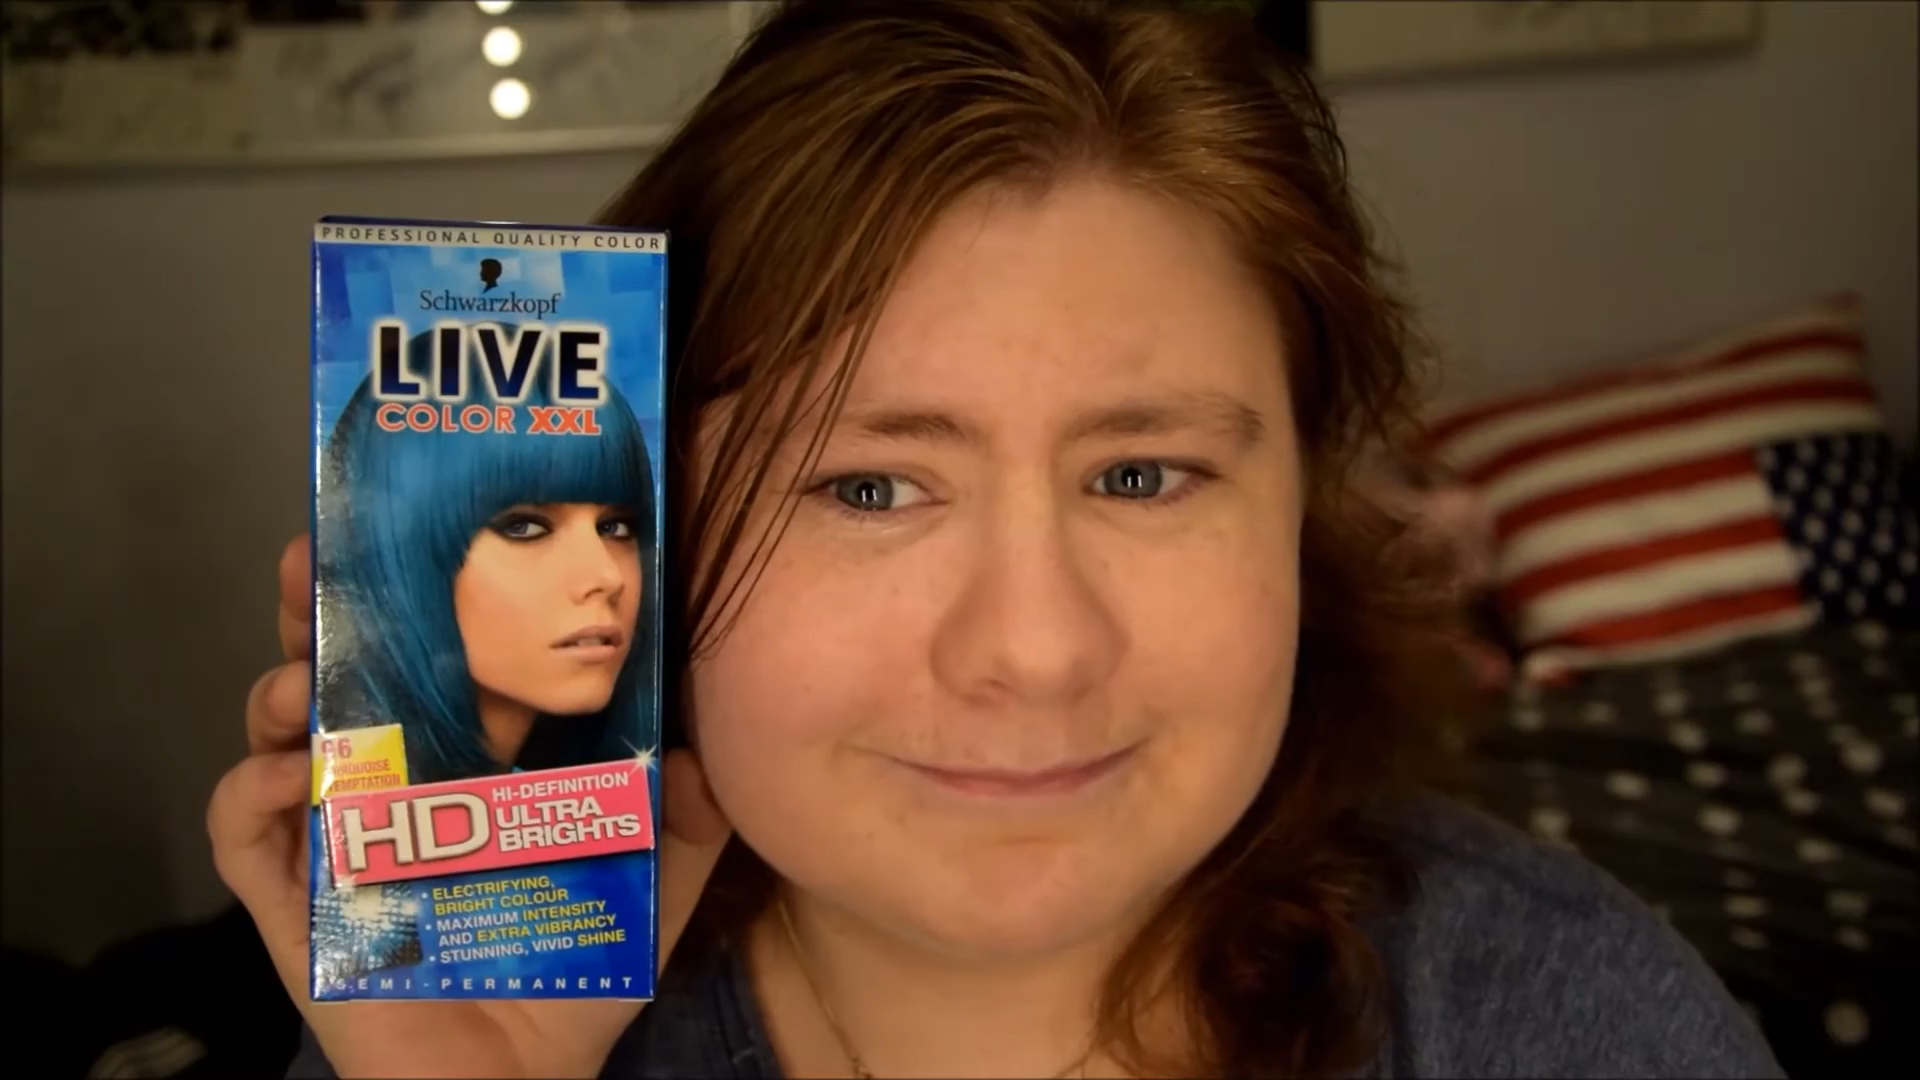 PROFESSIONAL QUALITY COLOR
Schwarzkopf
LIVE
COLOR XXL
TEMPTATION
HD
HI-DEFINITION
ULTRA
BRIGHTS
• ELECTRIFYING,
BRIGHT COLOUR
• MAXIMUM INTENSITY
AND EXTRA VIBRANCY
• STUNNING, VIVID SHINE
SEMI-PERMANENT